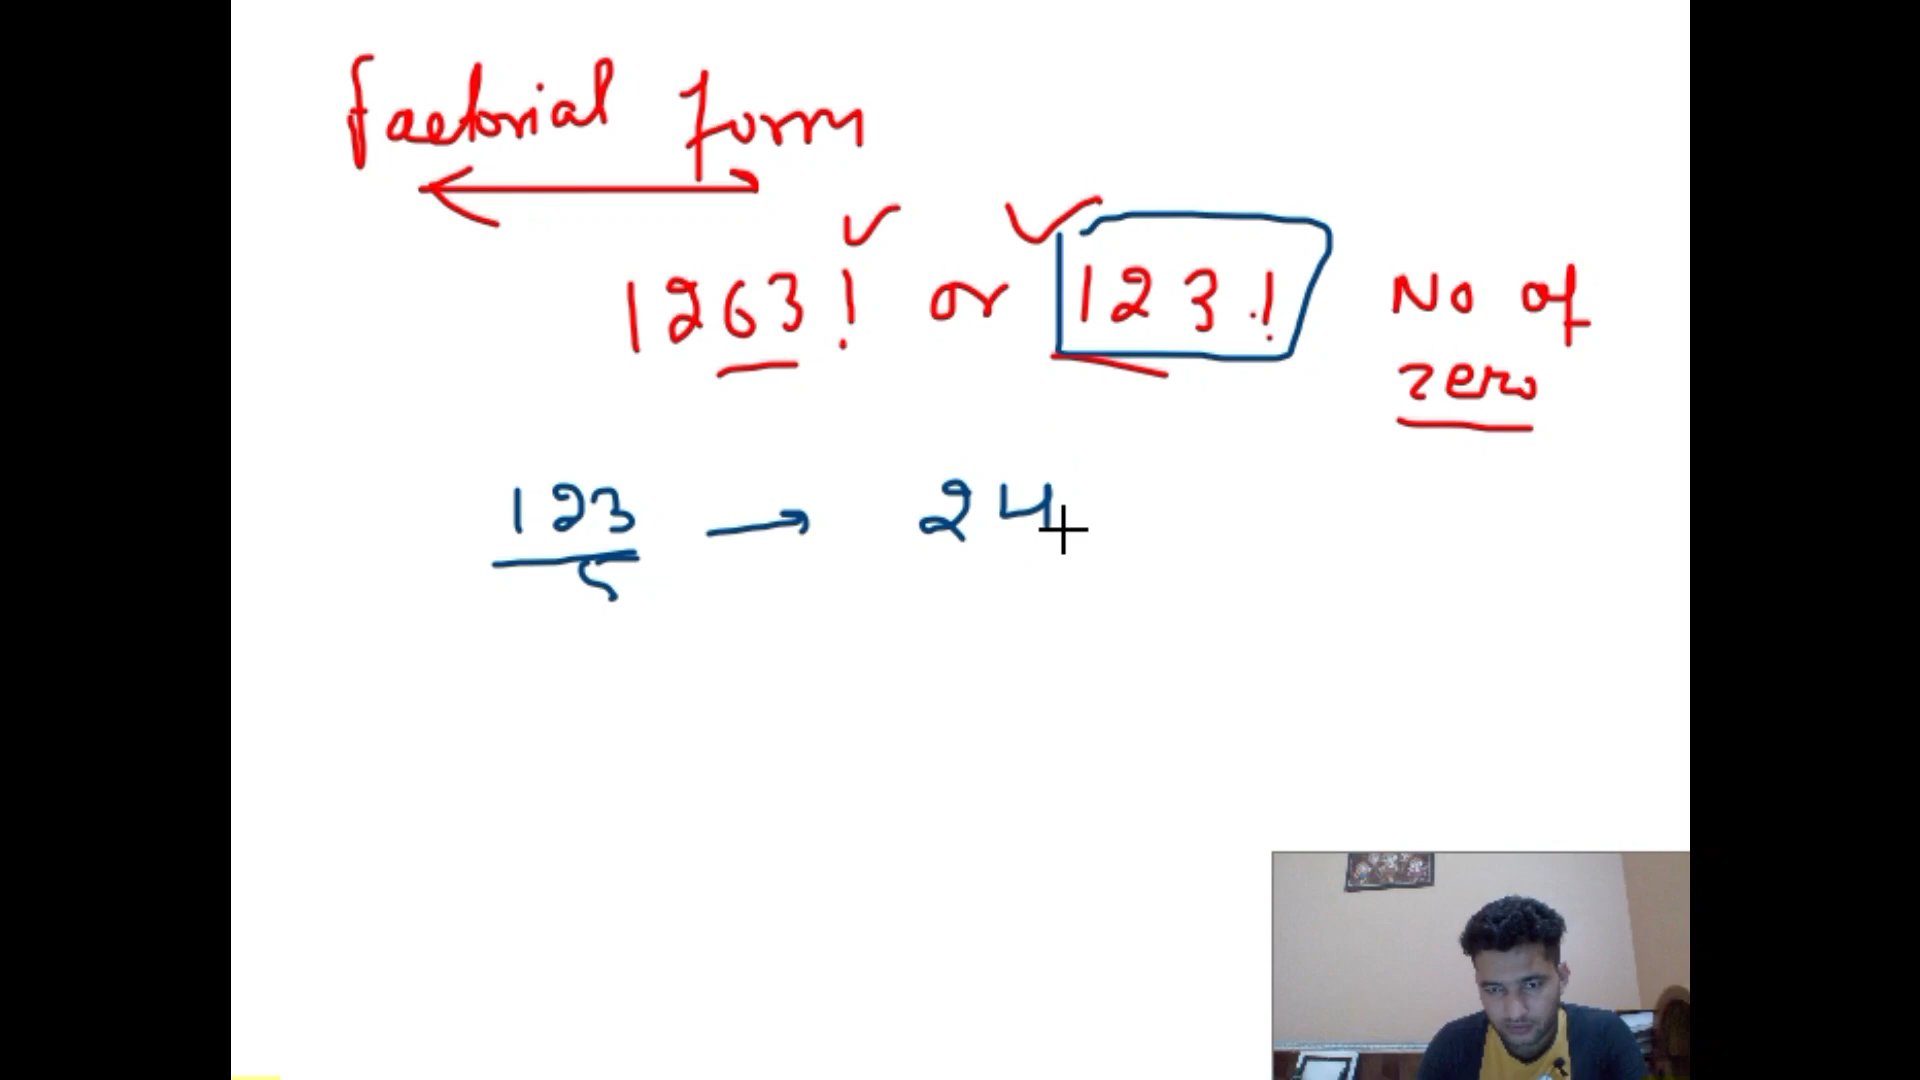 factorial form
1263! or 123! No of
zero
123 → 24
5